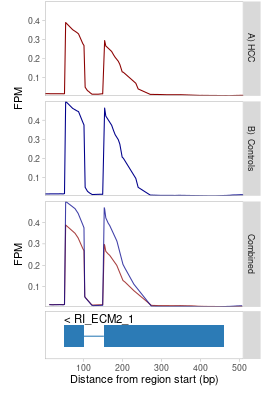 0.4
0.3
0.2
0.1
A) HCC
FPM
0.4
0.3
0.2
0.1
B) Controls
0.4
0.3
0.2
0.1
Combined
FPM
< RI_ECM2_1
0 100 200 300 400 500
Distance from region start (bp)